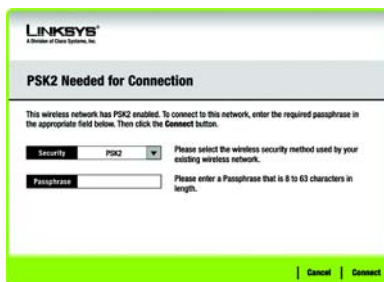 LINKSYS®
A Division of Cisco Systems, Inc.
PSK2 Needed for Connection
This wireless network has PSK2 enabled. To connect to this network, enter the required passphrase in
the appropriate field below. Then click the Connect button.
Security PSK2 Please select the wireless security method used by your
existing wireless network.
Passphrase Please enter a Passphrase that is 8 to 63 characters in
length.
Cancel Connect